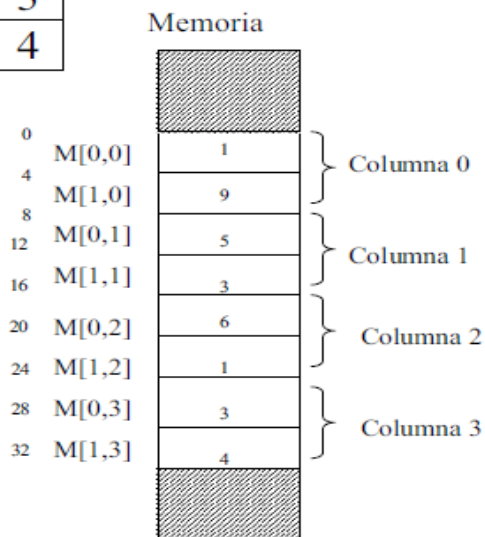 4
Memoria
0
M[0,0] 1
Columna 0
4
M[1,0] 9
8
M[0,1] 5
12
Columna 1
M[1,1] 3
16
20 M[0,2] 6
Columna 2
24 M[1,2] 1
28 M[0,3] 3
Columna 3
32 M[1,3] 4